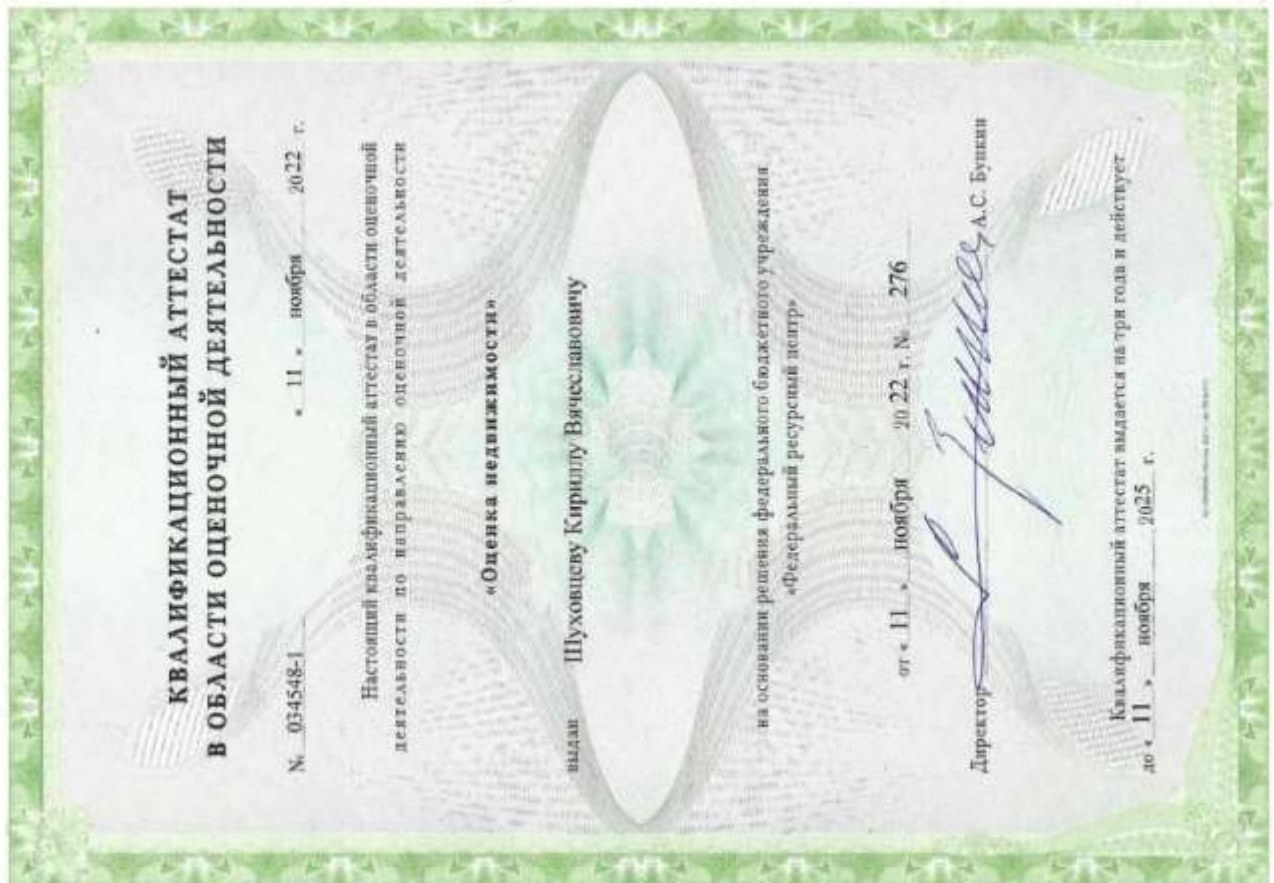 КВАЛИФИКАЦИОННЫЙ АТТЕСТАТ
В ОБЛАСТИ ОЦЕНОЧНОЙ ДЕЯТЕЛЬНОСТИ
№ 034548-1 « 11 » ноября 2022 г.
Настоящий квалификационный аттестат в области оценочной
деятельности по направлению оценочной деятельности
«Оценка недвижимости»
выдан Шуховцеву Кириллу Вячеславовичу
на основании решения федерального бюджетного учреждения
«Федеральный ресурсный центр»
от « 11 » ноября 20 22 г. № 276
Директор А.С. Бункин
Квалификационный аттестат выдается на три года и действует
до « 11 » ноября 2025 г.